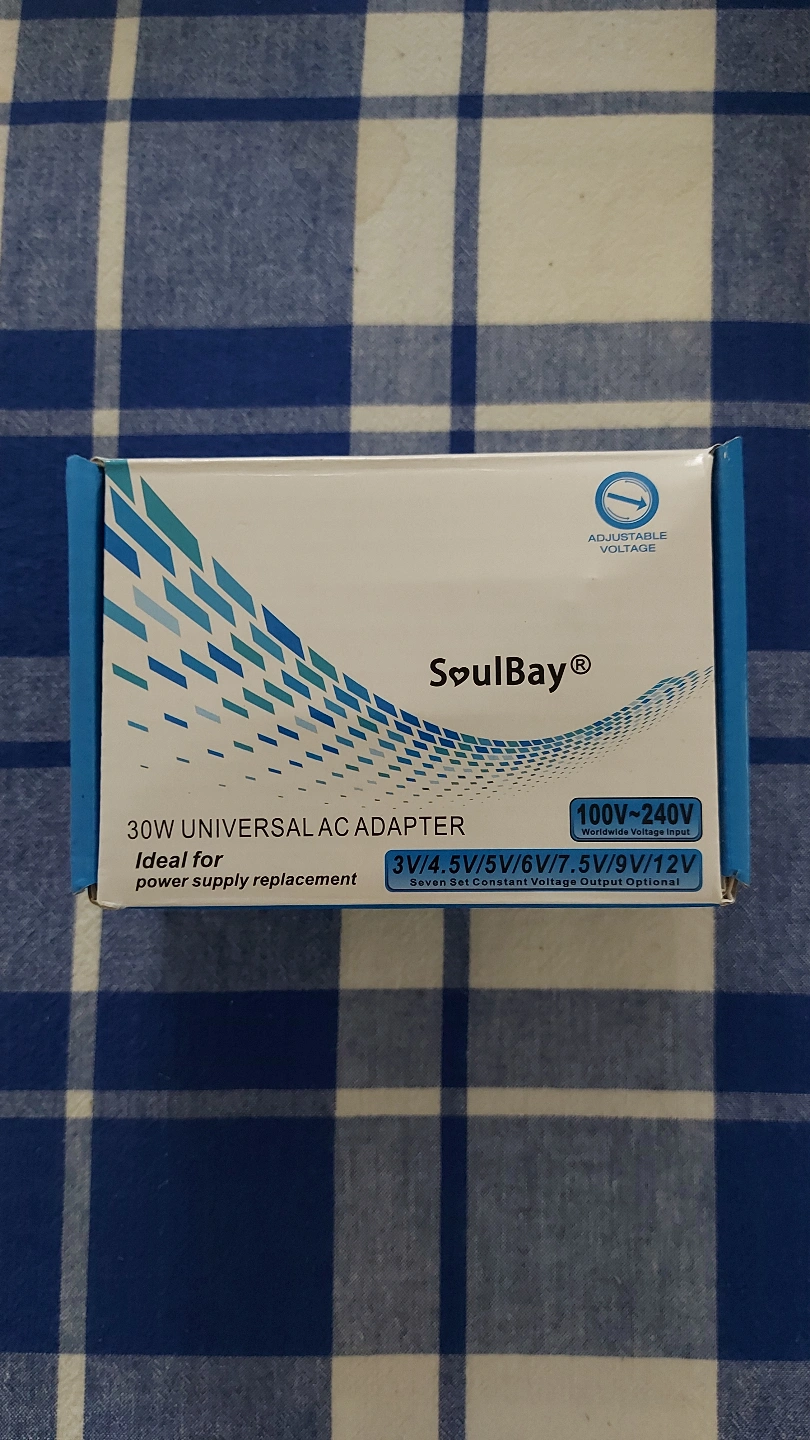 ADJUSTABLE
VOLTAGE
SoulBay®
30W UNIVERSAL AC ADAPTER
100V~240V
Worldwide Voltage Input
Ideal for
power supply replacement
3V/4.5V/5V/6V/7.5V/9V/12V
Seven Set Constant Voltage Output Optional